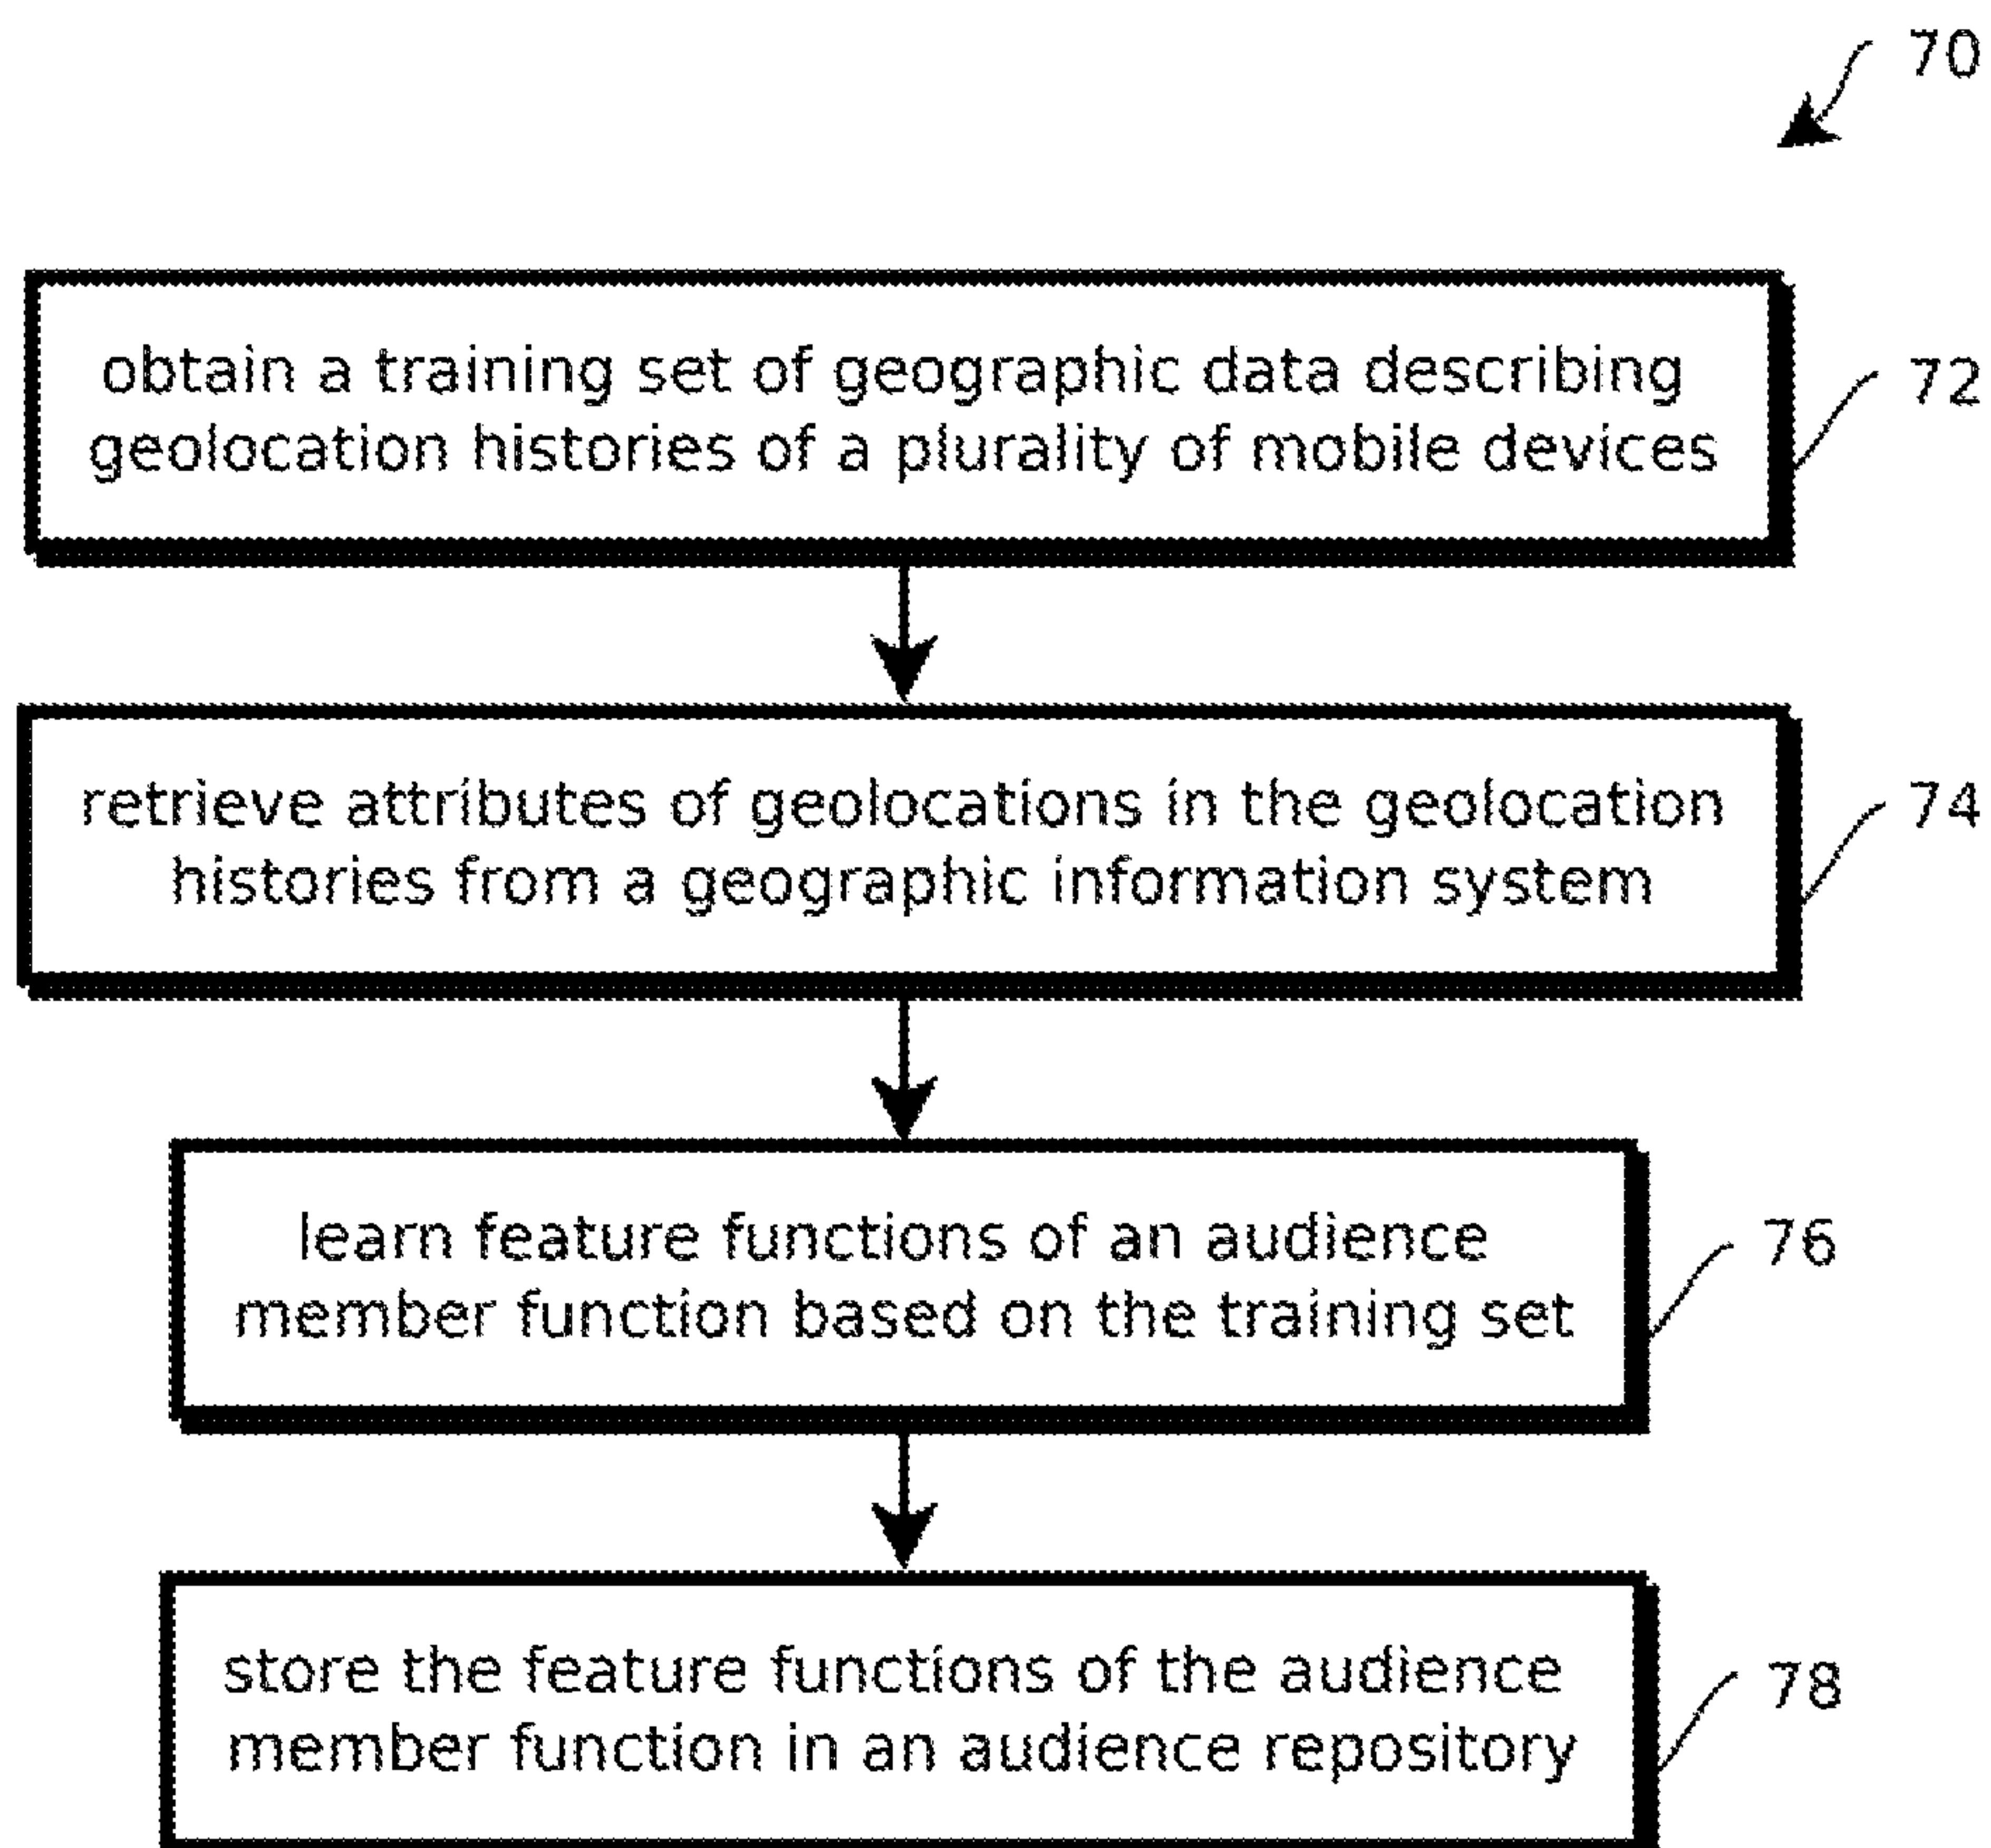 70
obtain a training set of geographic data describing
geolocation histories of a plurality of mobile devices
72
retrieve attributes of geolocations in the geolocation
histories from a geographic information system
74
learn feature functions of an audience
member function based on the training set
76
store the feature functions of the audience
member function in an audience repository
78